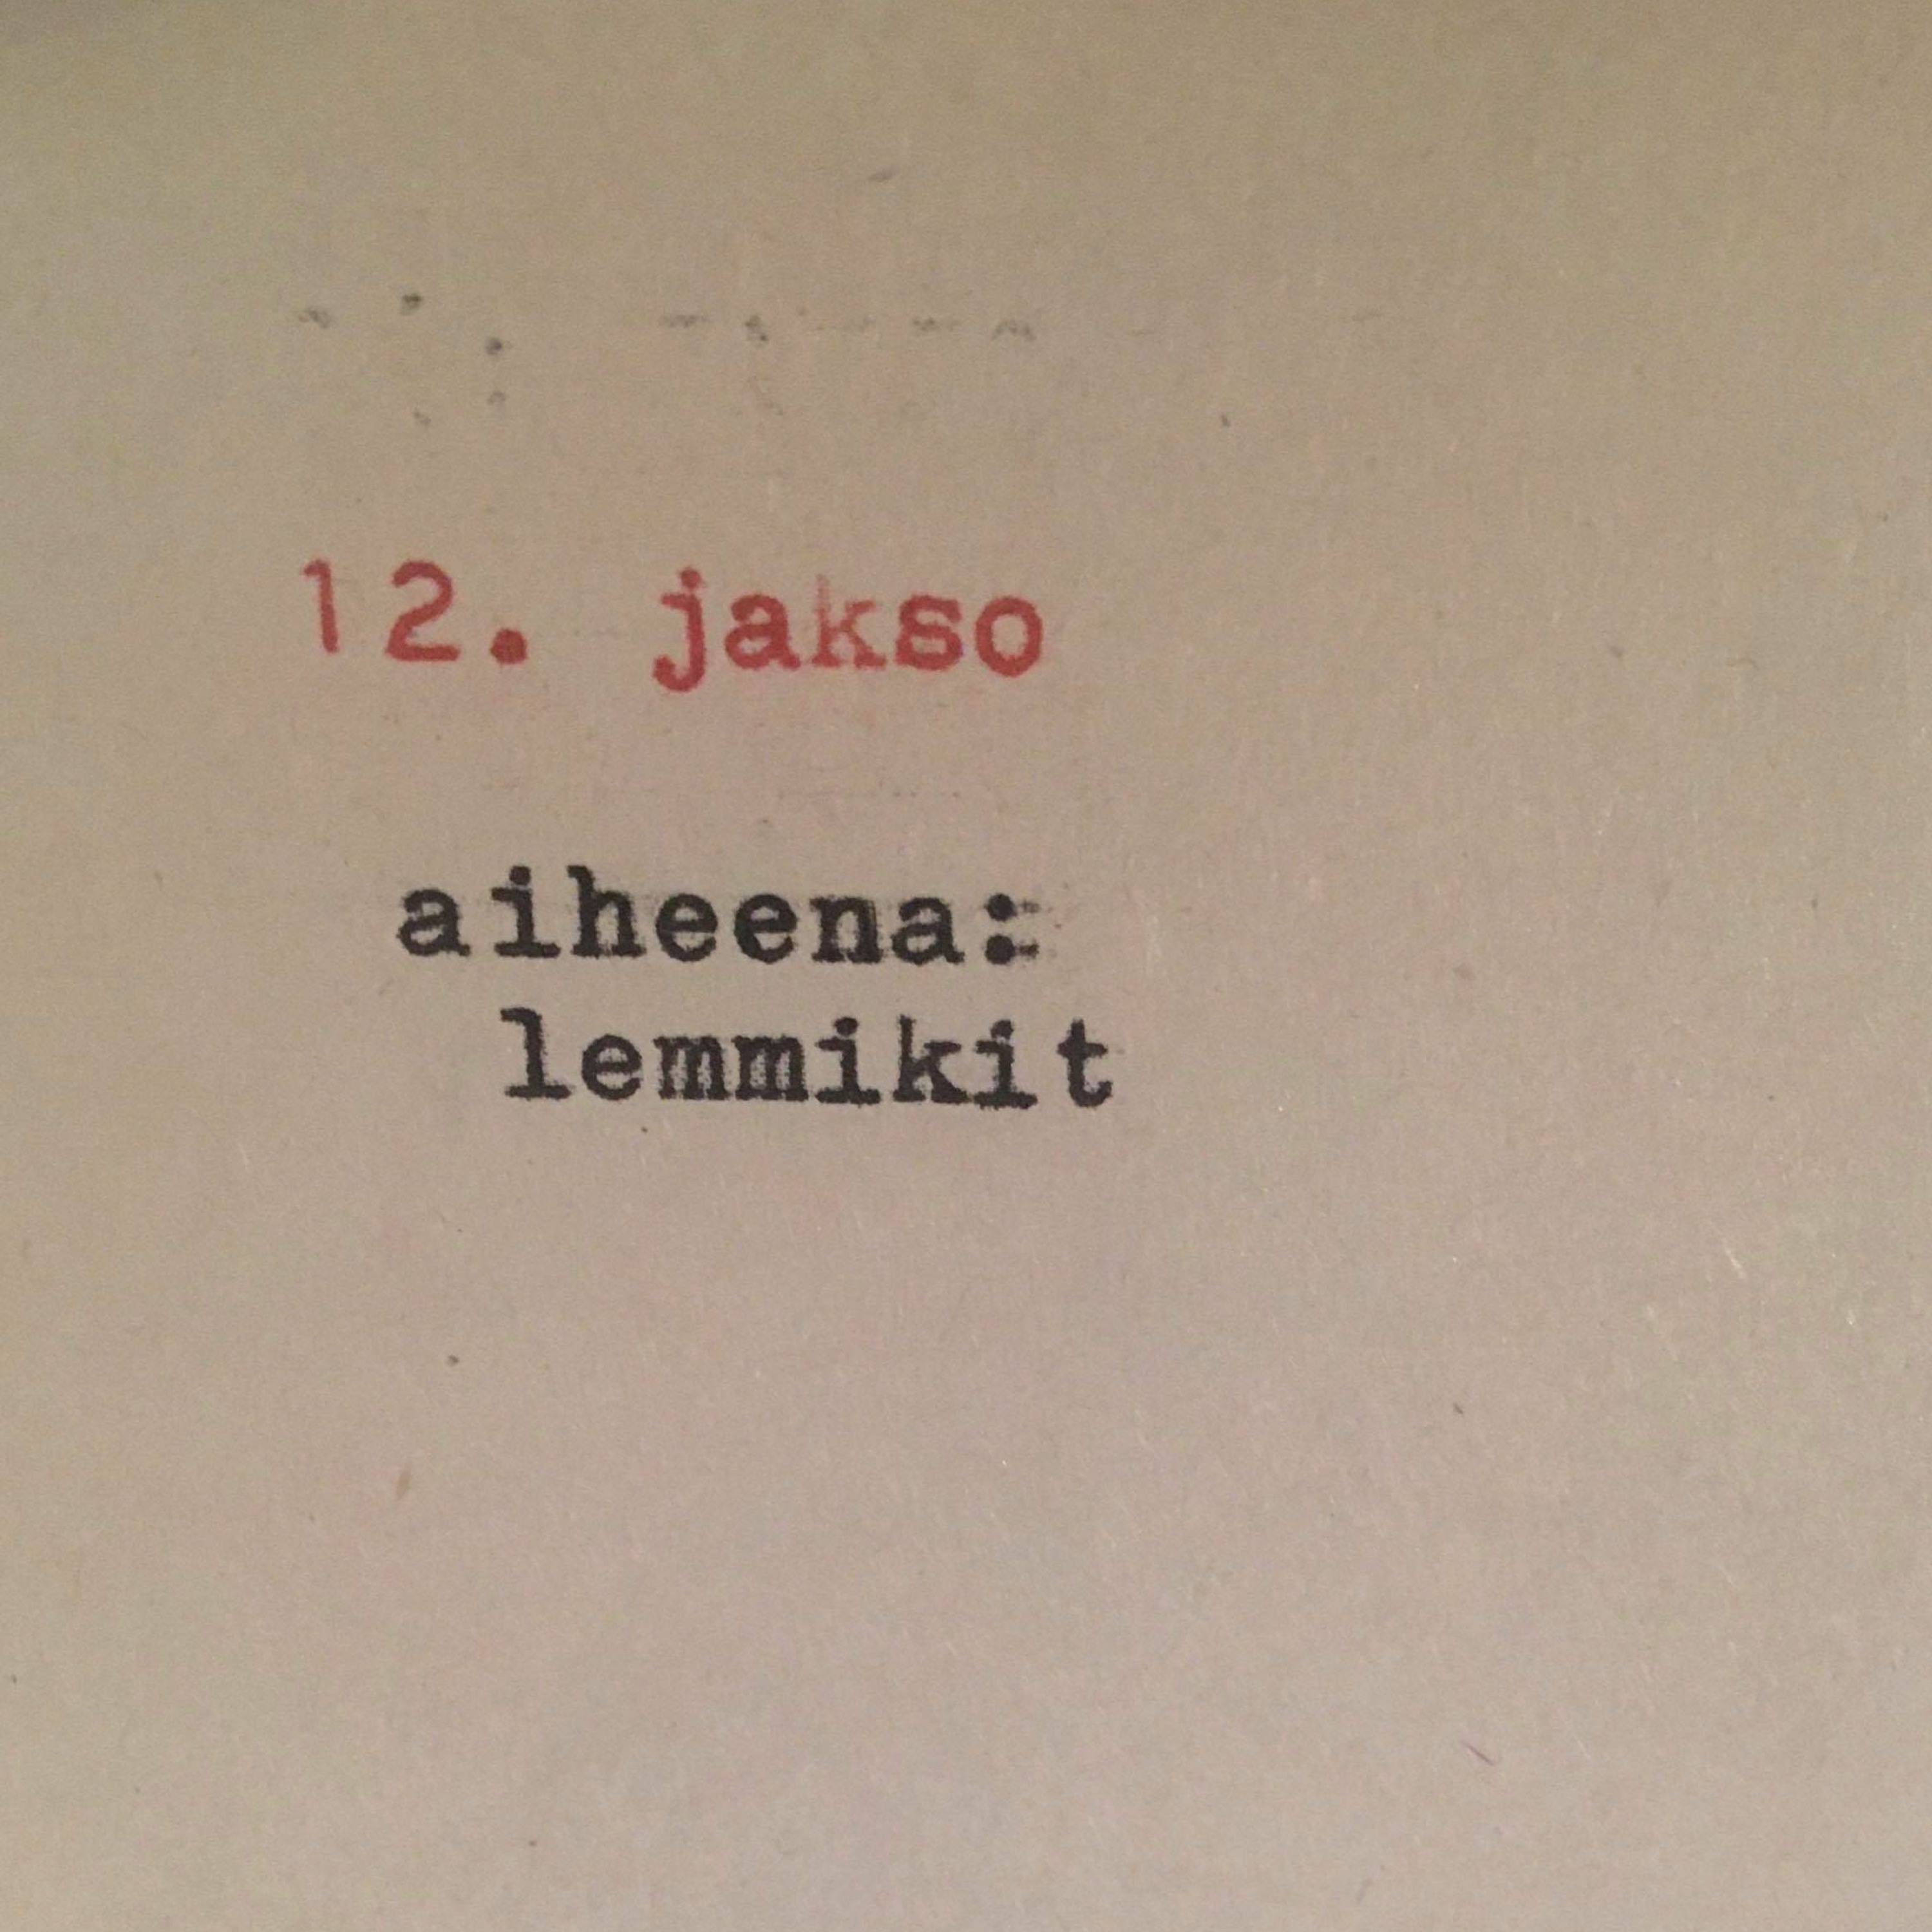 12. jakso
aiheena:
lemmikit